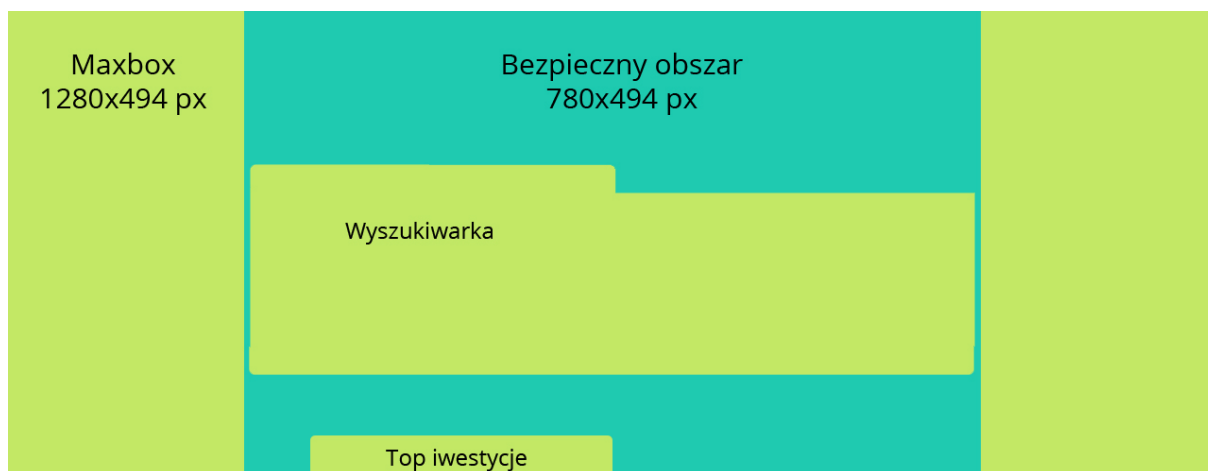 Maxbox
1280x494 px
Bezpieczny obszar
780x494 px
Wyszukiwarka
Top iwestycje